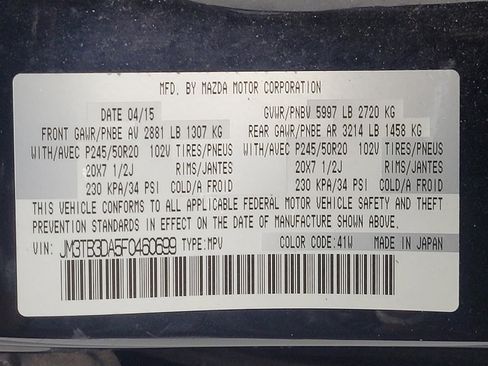 MFD. BY MAZDA MOTOR CORPORATION
DATE 04/15 GVWR/PNBV 5997 LB 2720 KG
FRONT GAWR/PNBE AV 2881 LB 1307 KG REAR GAWR/PNBE AR 3214 LB 1458 KG
WITH/AVEC P245/50R20 102V TIRES/PNEUS WITH/AVEC P245/50R20 102V TIRES/PNEUS
20X7 1/2J RIMS/JANTES 20X7 1/2J RIMS/JANTES
230 KPA/34 PSI COLD/A FROID 230 KPA/34 PSI COLD/A FROID
THIS VEHICLE CONFORMS TO ALL APPLICABLE FEDERAL MOTOR VEHICLE SAFETY AND THEFT
PREVENTION STANDARDS IN EFFECT ON THE DATE OF MANUFACTURE SHOWN ABOVE.
VIN: JM3TB3DA5F0460699 TYPE:MPV COLOR CODE:41W MADE IN JAPAN